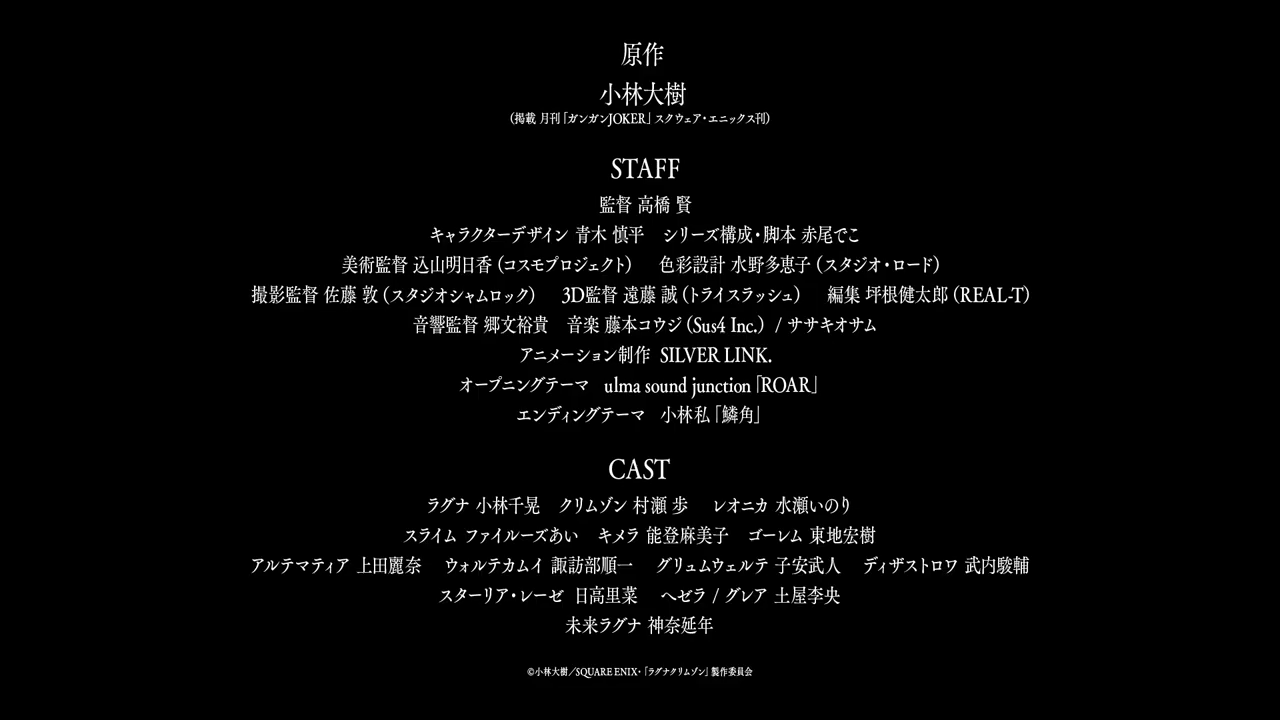 原作
小林大樹
(掲載 月刊「ガンガンJOKER」 スクウェア・エニックス刊)
STAFF
監督 高橋 賢
キャラクターデザイン 青木 慎平　シリーズ構成・脚本 赤尾でこ
美術監督 込山明日香 (コスモプロジェクト)　色彩設計 水野多恵子 (スタジオ・ロード)
撮影監督 佐藤 敦 (スタジオシャムロック)　3D監督 遠藤 誠 (トライスラッシュ)　編集 坪根健太郎 (REAL-T)
音響監督 郷文裕貴　音楽 藤本コウジ (Sus4 Inc.) / ササキオサム
アニメーション制作 SILVER LINK.
オープニングテーマ　ulma sound junction「ROAR」
エンディングテーマ　小林私「鱗角」
CAST
ラグナ 小林千晃　クリムゾン 村瀬 歩　レオニカ 水瀬いのり
スライム ファイルーズあい　キメラ 能登麻美子　ゴーレム 東地宏樹
アルテマティア 上田麗奈　ウォルテカムイ 諏訪部順一　グリュムウェルテ 子安武人　ディザストロワ 武内駿輔
スターリア・レーゼ 日高里菜　ヘゼラ / グレア 土屋李央
未来ラグナ 神奈延年
©小林大樹／SQUARE ENIX・「ラグナクリムゾン」製作委員会